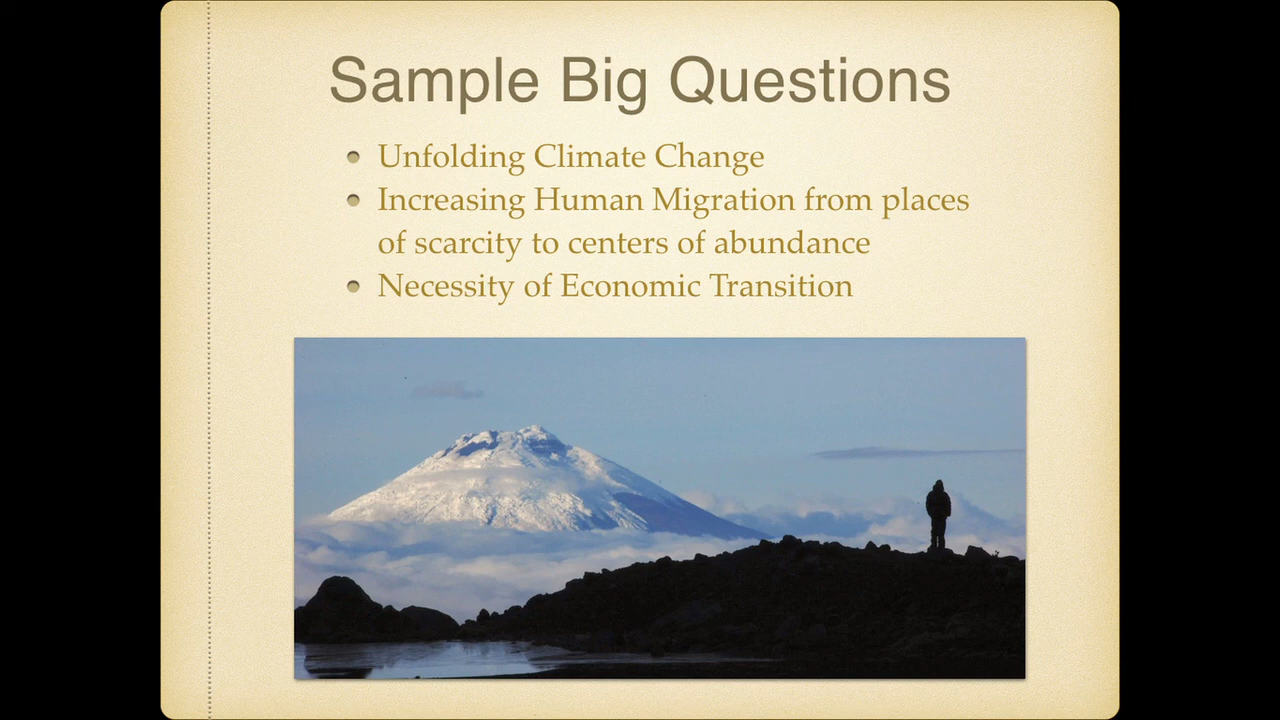 Sample Big Questions
Unfolding Climate Change
Increasing Human Migration from places
of scarcity to centers of abundance
Necessity of Economic Transition